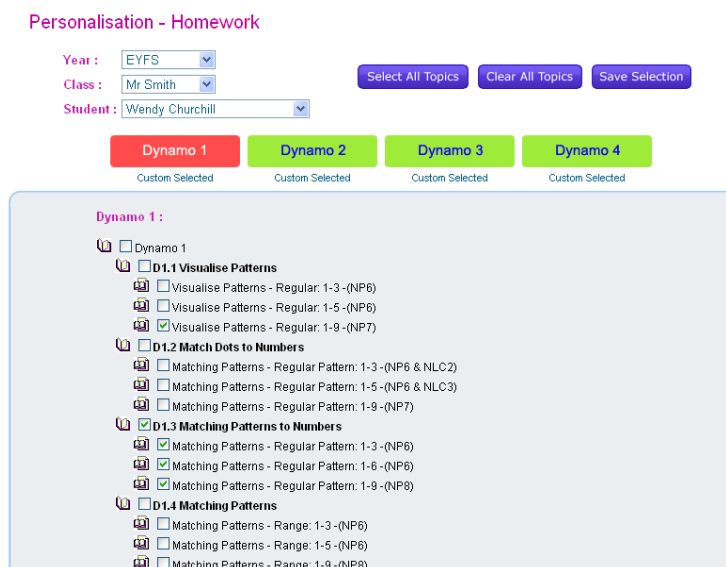 Personalisation - Homework
Year : EYFS
Class : Mr Smith
Student : Wendy Churchill
Select All Topics Clear All Topics Save Selection
Dynamo 1 Dynamo 2 Dynamo 3 Dynamo 4
Custom Selected Custom Selected Custom Selected Custom Selected
Dynamo 1 :
Dynamo 1
D1.1 Visualise Patterns
Visualise Patterns - Regular: 1-3 -(NP6)
Visualise Patterns - Regular: 1-5 -(NP6)
Visualise Patterns - Regular: 1-9 -(NP7)
D1.2 Match Dots to Numbers
Matching Patterns - Regular Pattern: 1-3 -(NP6 & NLC2)
Matching Patterns - Regular Pattern: 1-5 -(NP6 & NLC3)
Matching Patterns - Regular Pattern: 1-9 -(NP7)
D1.3 Matching Patterns to Numbers
Matching Patterns - Regular Pattern: 1-3 -(NP6)
Matching Patterns - Regular Pattern: 1-6 -(NP6)
Matching Patterns - Regular Pattern: 1-9 -(NP8)
D1.4 Matching Patterns
Matching Patterns - Range: 1-3 -(NP6)
Matching Patterns - Range: 1-5 -(NP6)
Matching Patterns - Range: 1-9 -(NP8)